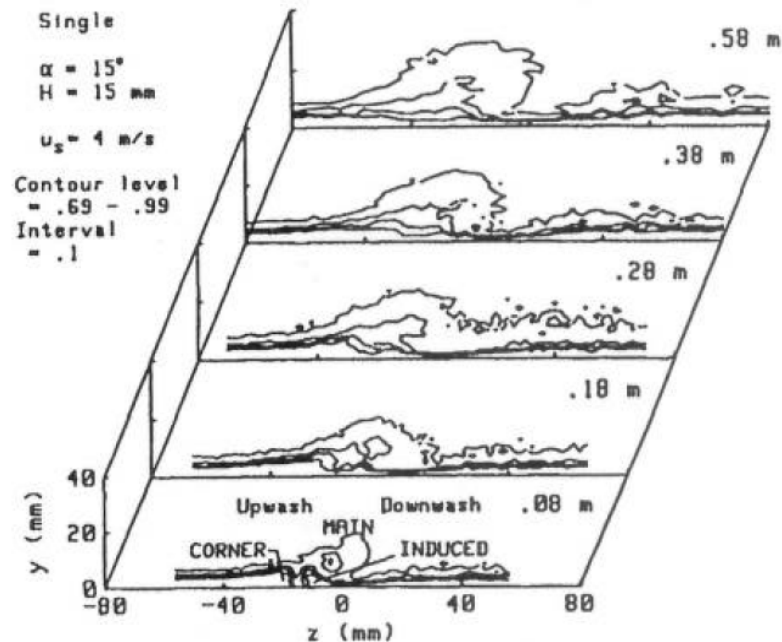 Single
α = 15°
H = 15 mm
u_s = 4 m/s
Contour level
= .69 - .99
Interval
= .1
.58 m
.38 m
.28 m
.18 m
.08 m
Upwash Downwash
MAIN
CORNER INDUCED
40
20
0
y (mm)
-80 -40 0 40 80
z (mm)